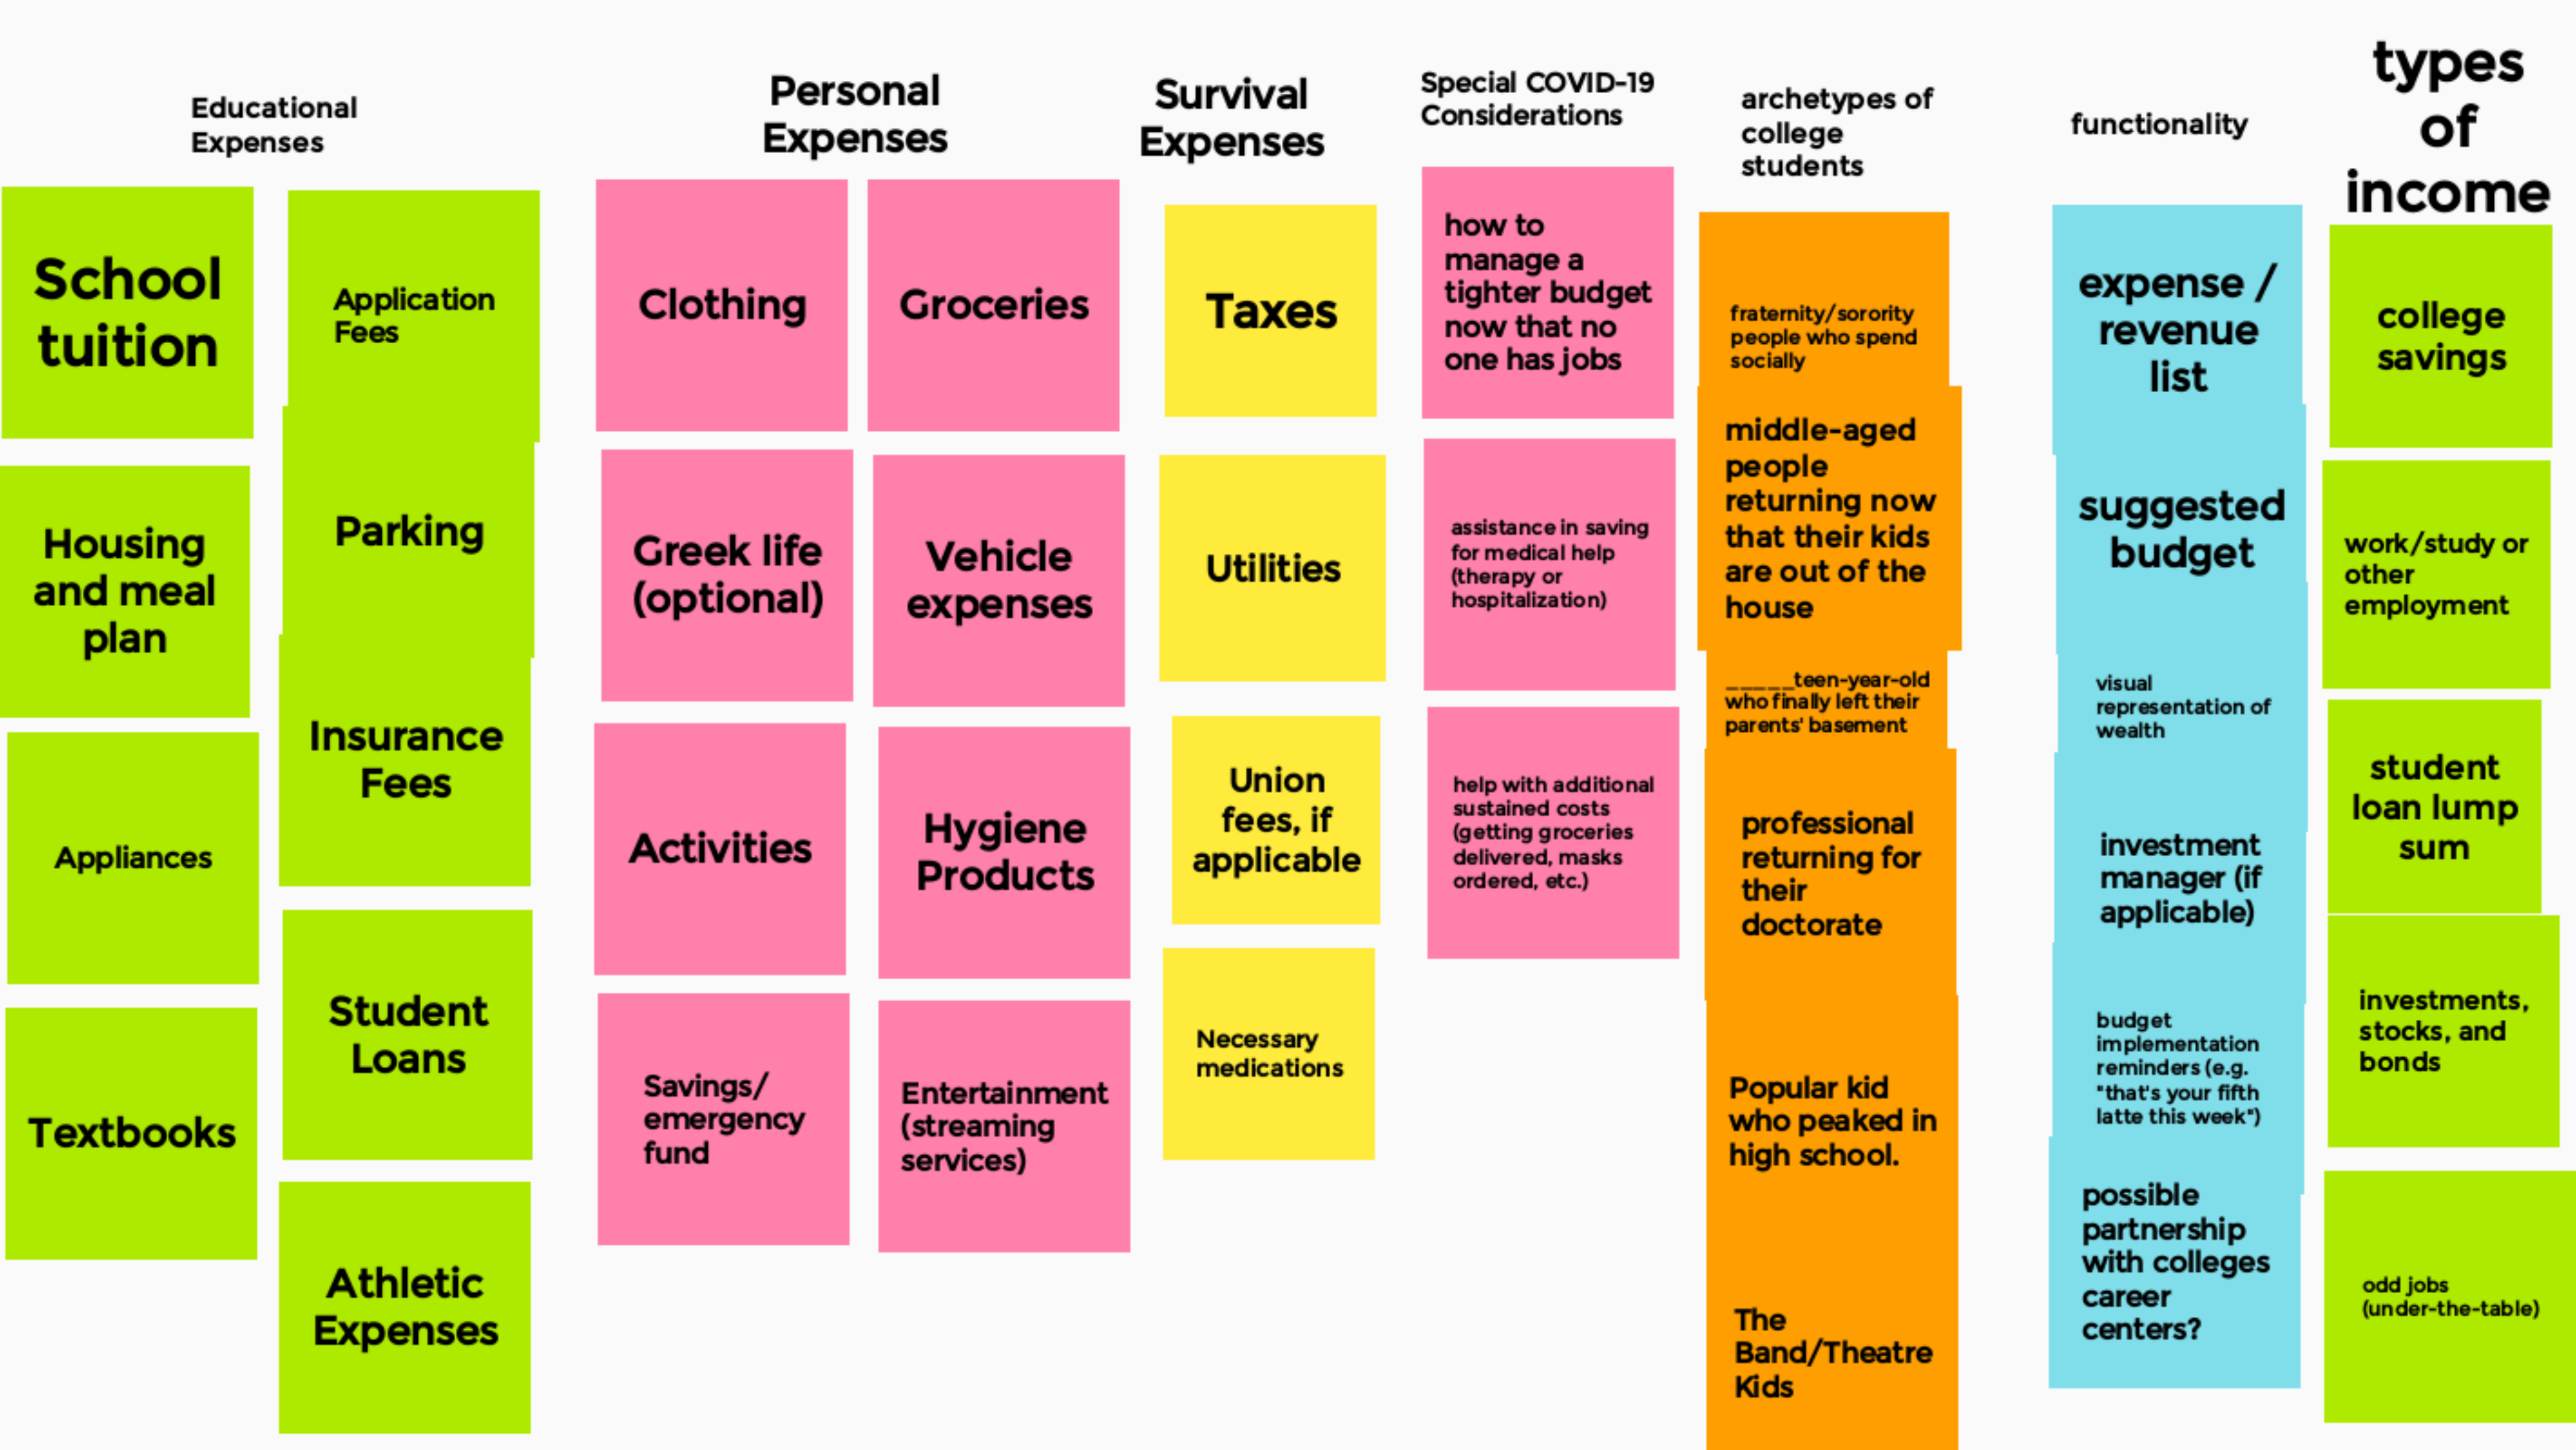 Educational
Expenses
School
tuition
Housing
and meal
plan
Appliances
Textbooks
Application
Fees
Parking
Insurance
Fees
Student
Loans
Athletic
Expenses
Personal
Expenses
Clothing
Greek life
(optional)
Activities
Savings/
emergency
fund
Groceries
Vehicle
expenses
Hygiene
Products
Entertainment
(streaming
services)
Survival
Expenses
Taxes
Utilities
Union
fees, if
applicable
Necessary
medications
Special COVID-19
Considerations
how to
manage a
tighter budget
now that no
one has jobs
assistance in saving
for medical help
(therapy or
hospitalization)
help with additional
sustained costs
(getting groceries
delivered, masks
ordered, etc.)
archetypes of
college
students
fraternity/sorority
people who spend
socially
middle-aged
people
returning now
that their kids
are out of the
house
_____teen-year-old
who finally left their
parents' basement
professional
returning for
their
doctorate
Popular kid
who peaked in
high school.
The
Band/Theatre
Kids
functionality
expense /
revenue
list
suggested
budget
visual
representation of
wealth
investment
manager (if
applicable)
budget
implementation
reminders (e.g.
"that's your fifth
latte this week")
possible
partnership
with colleges
career
centers?
types
of
income
college
savings
work/study or
other
employment
student
loan lump
sum
investments,
stocks, and
bonds
odd jobs
(under-the-table)